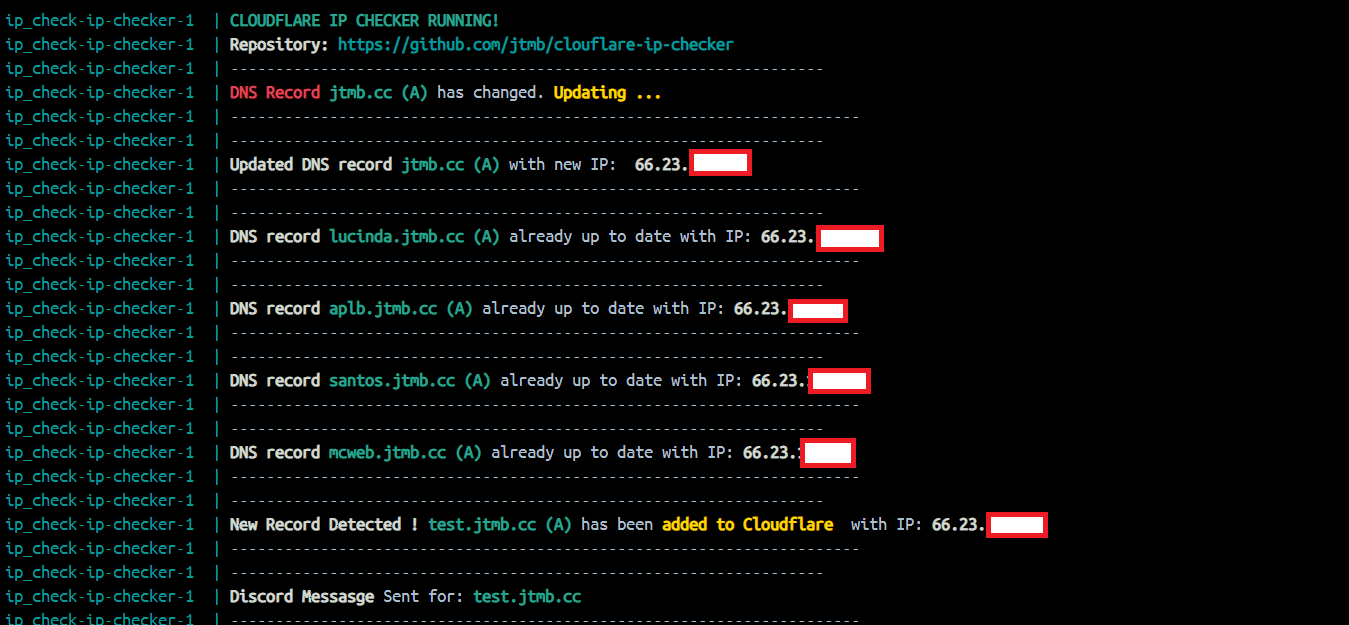 ip_check-ip-checker-1 | CLOUDFLARE IP CHECKER RUNNING!
ip_check-ip-checker-1 | Repository: https://github.com/jtmb/clouflare-ip-checker
ip_check-ip-checker-1 | ------------------------------------------------------------------
ip_check-ip-checker-1 | DNS Record jtmb.cc (A) has changed. Updating ...
ip_check-ip-checker-1 | ----------------------------------------------------------------------
ip_check-ip-checker-1 | ------------------------------------------------------------------
ip_check-ip-checker-1 | Updated DNS record jtmb.cc (A) with new IP:  66.23.
ip_check-ip-checker-1 | ----------------------------------------------------------------------
ip_check-ip-checker-1 | ------------------------------------------------------------------
ip_check-ip-checker-1 | DNS record lucinda.jtmb.cc (A) already up to date with IP: 66.23.
ip_check-ip-checker-1 | ----------------------------------------------------------------------
ip_check-ip-checker-1 | ------------------------------------------------------------------
ip_check-ip-checker-1 | DNS record aplb.jtmb.cc (A) already up to date with IP: 66.23.
ip_check-ip-checker-1 | ----------------------------------------------------------------------
ip_check-ip-checker-1 | ------------------------------------------------------------------
ip_check-ip-checker-1 | DNS record santos.jtmb.cc (A) already up to date with IP: 66.23.
ip_check-ip-checker-1 | ----------------------------------------------------------------------
ip_check-ip-checker-1 | ------------------------------------------------------------------
ip_check-ip-checker-1 | DNS record mcweb.jtmb.cc (A) already up to date with IP: 66.23.
ip_check-ip-checker-1 | ----------------------------------------------------------------------
ip_check-ip-checker-1 | ------------------------------------------------------------------
ip_check-ip-checker-1 | New Record Detected ! test.jtmb.cc (A) has been added to Cloudflare  with IP: 66.23.
ip_check-ip-checker-1 | ----------------------------------------------------------------------
ip_check-ip-checker-1 | ------------------------------------------------------------------
ip_check-ip-checker-1 | Discord Messasge Sent for: test.jtmb.cc
ip_check-ip-checker-1 | ----------------------------------------------------------------------